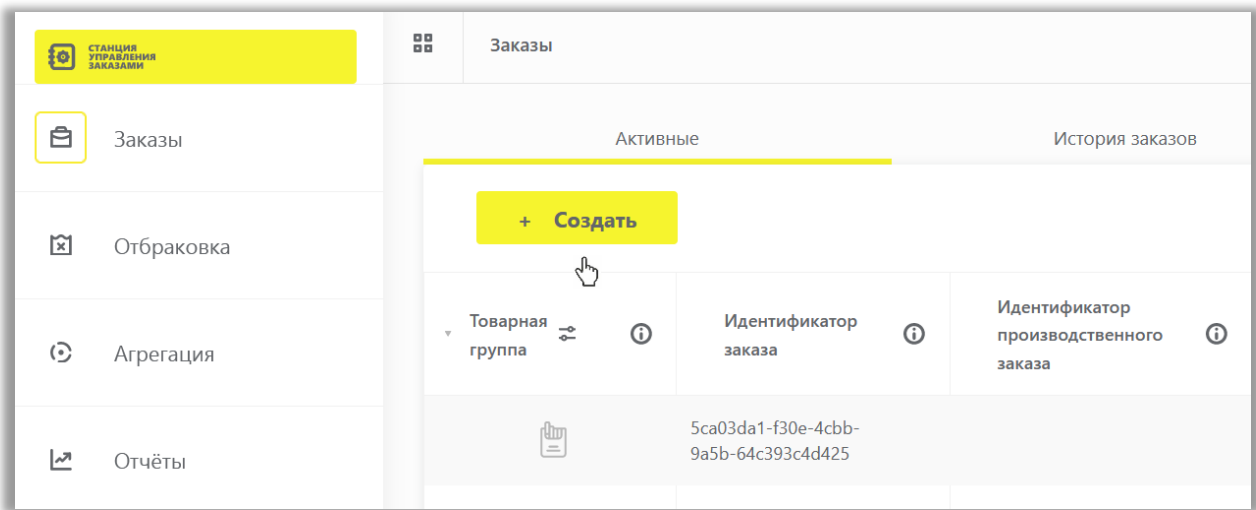 СТАНЦИЯ
УПРАВЛЕНИЯ
ЗАКАЗАМИ
Заказы
Отбраковка
Агрегация
Отчёты
Заказы
Активные
История заказов
+ Создать
Товарная
группа
Идентификатор
заказа
Идентификатор
производственного
заказа
5ca03da1-f30e-4cbb-
9a5b-64c393c4d425